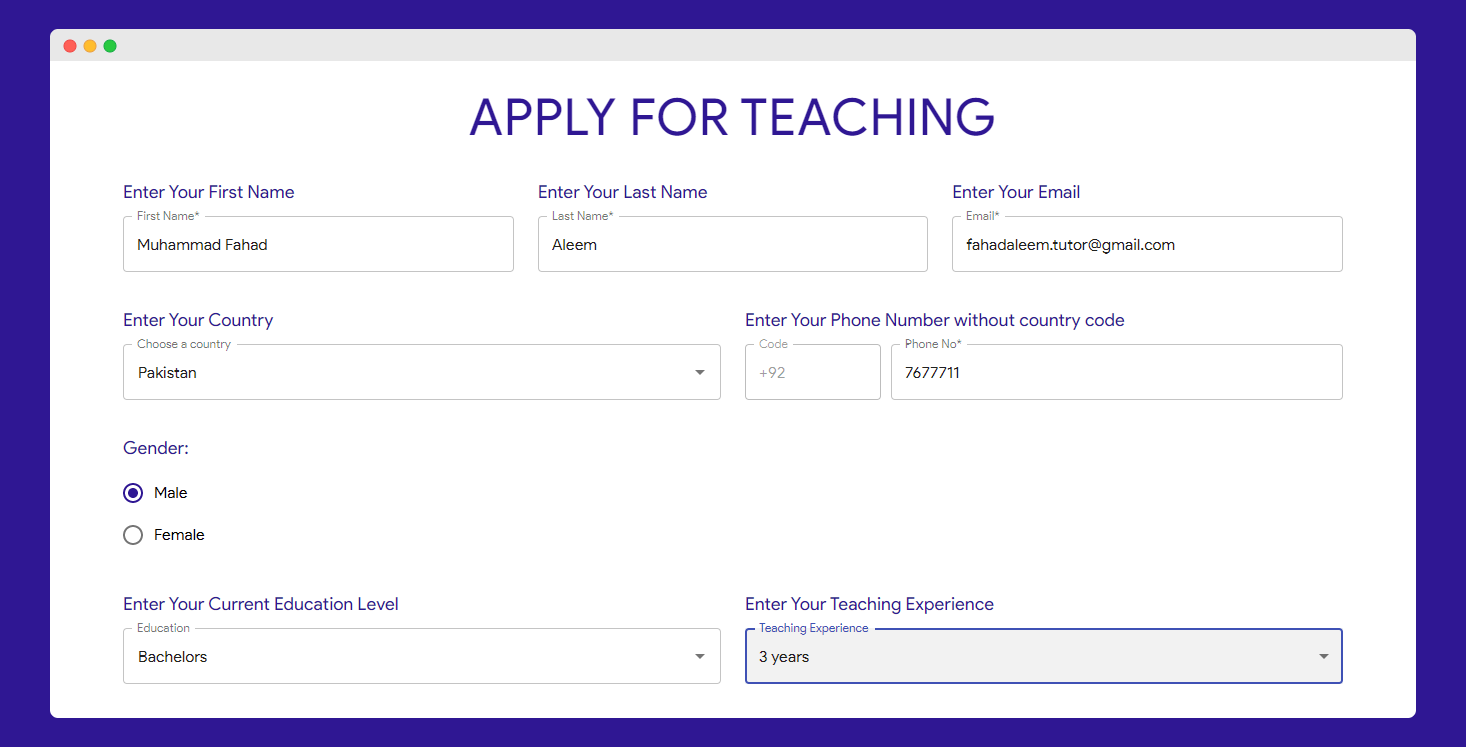 APPLY FOR TEACHING
Enter Your First Name Enter Your Last Name Enter Your Email
First Name* Last Name* Email*
Muhammad Fahad Aleem fahadaleem.tutor@gmail.com
Enter Your Country Enter Your Phone Number without country code
Choose a country Code Phone No*
Pakistan +92 7677711
Gender:
Male
Female
Enter Your Current Education Level Enter Your Teaching Experience
Education Teaching Experience
Bachelors 3 years